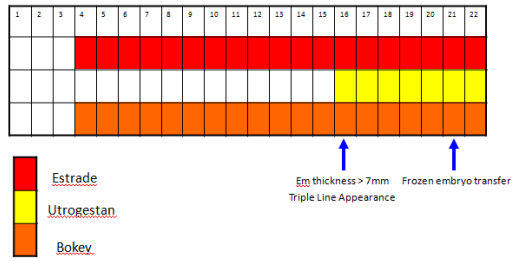 1 2 3 4 5 6 7 8 9 10 11 12 13 14 15 16 17 18 19 20 21 22
Em thickness > 7mm
Triple Line Appearance
Frozen embryo transfer
Estrade
Utrogestan
Bokey